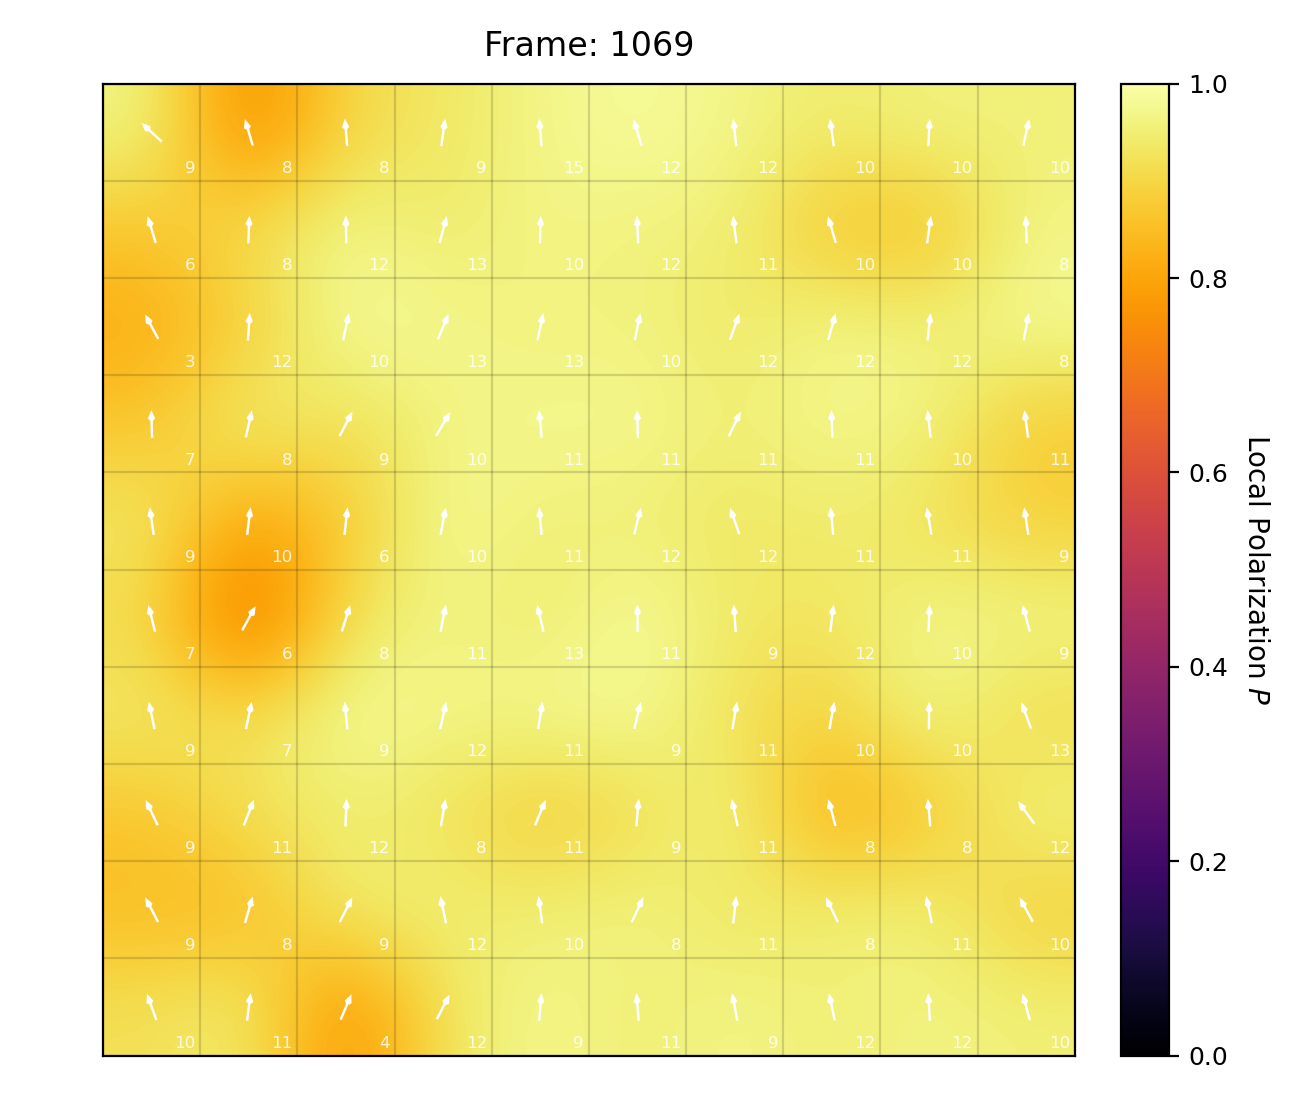 Frame: 1069
9 8 8 9 15 12 12 10 10 10
6 8 12 13 10 12 11 10 10 8
3 12 10 13 13 10 12 12 12 8
7 8 9 10 11 11 11 11 10 11
9 10 6 10 11 12 12 11 11 9
7 6 8 11 13 11 9 12 10 9
9 7 9 12 11 9 11 10 10 13
9 11 12 8 11 9 11 8 8 12
9 8 9 12 10 8 11 8 11 10
10 11 4 12 9 11 9 12 12 10
1.0
0.8
0.6
0.4
0.2
0.0
Local Polarization P